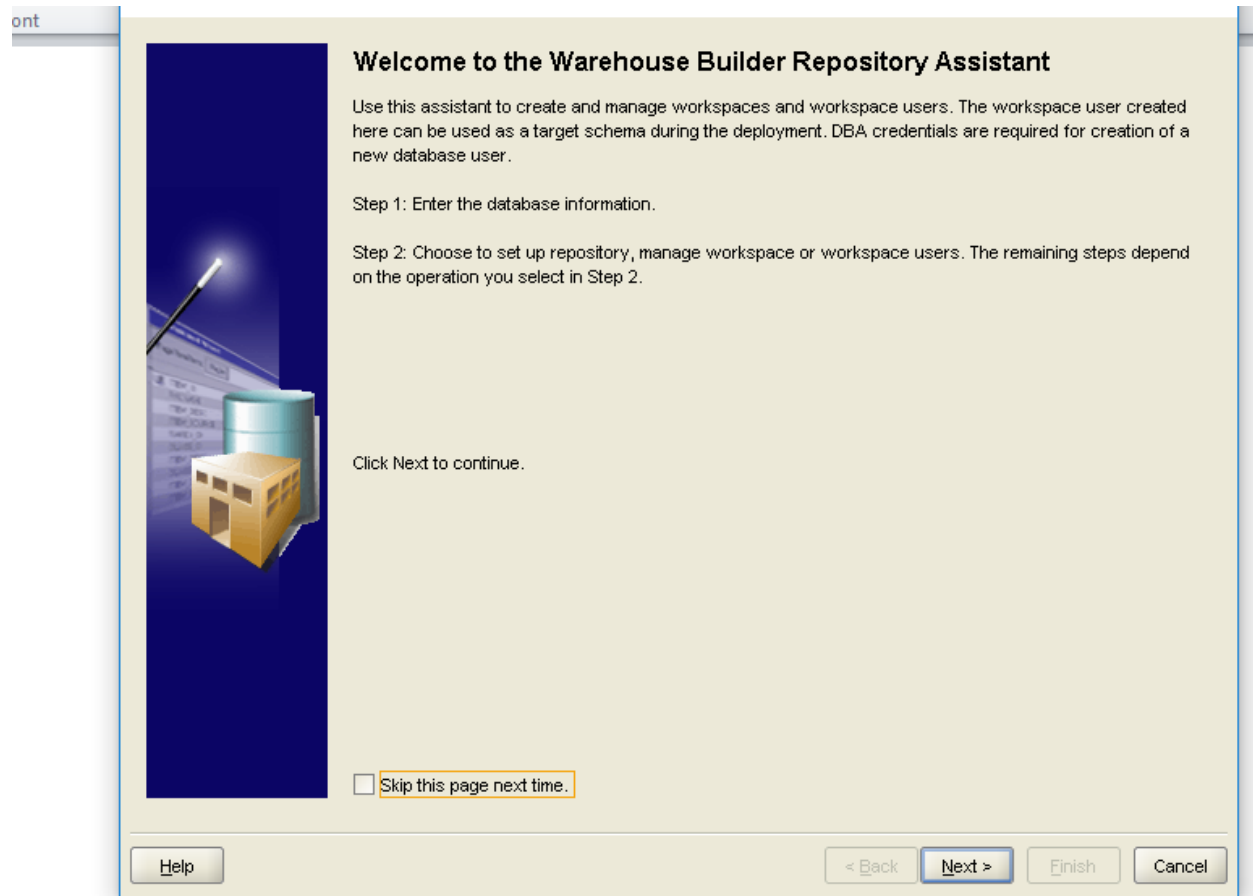 ont
Welcome to the Warehouse Builder Repository Assistant
Use this assistant to create and manage workspaces and workspace users. The workspace user created
here can be used as a target schema during the deployment. DBA credentials are required for creation of a
new database user.
Step 1: Enter the database information.
Step 2: Choose to set up repository, manage workspace or workspace users. The remaining steps depend
on the operation you select in Step 2.
Click Next to continue.
Skip this page next time.
Help
< Back
Next >
Finish
Cancel